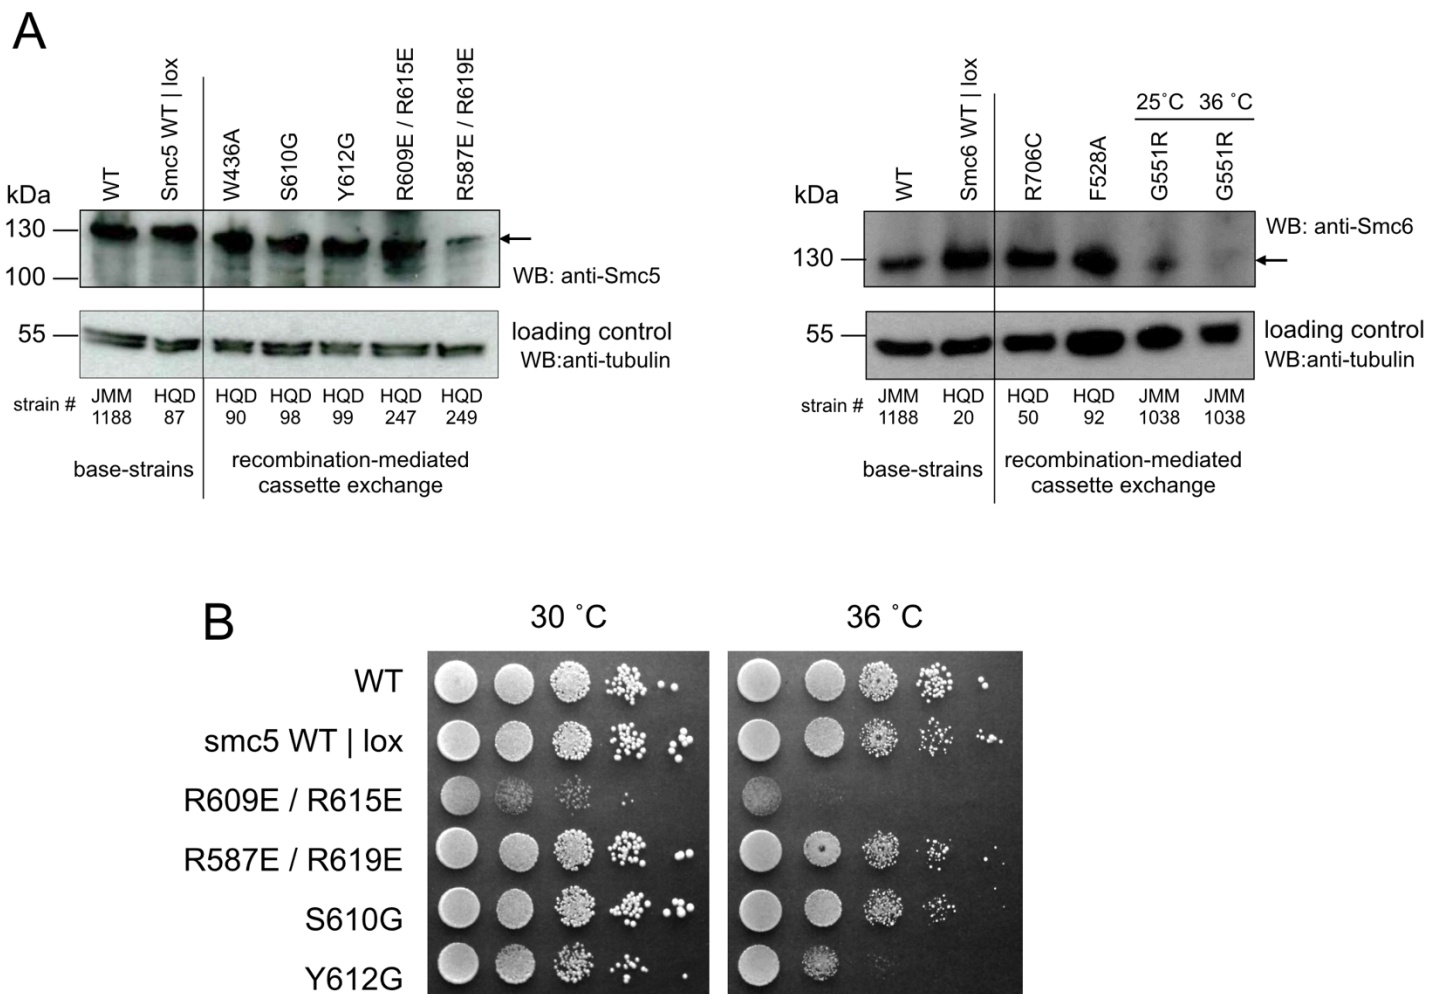 A
kDa
130
100
55
WT
Smc5 WT | lox
W436A
S610G
Y612G
R609E / R615E
R587E / R619E
WB: anti-Smc5
loading control
WB:anti-tubulin
strain #
JMM
1188
HQD
87
HQD
90
HQD
98
HQD
99
HQD
247
HQD
249
base-strains
recombination-mediated
cassette exchange
kDa
130
55
WT
Smc6 WT | lox
R706C
F528A
25˚C
36 ˚C
G551R
G551R
WB: anti-Smc6
loading control
WB:anti-tubulin
strain #
JMM
1188
HQD
20
HQD
50
HQD
92
JMM
1038
JMM
1038
base-strains
recombination-mediated
cassette exchange
B
30 ˚C
36 ˚C
WT
smc5 WT | lox
R609E / R615E
R587E / R619E
S610G
Y612G